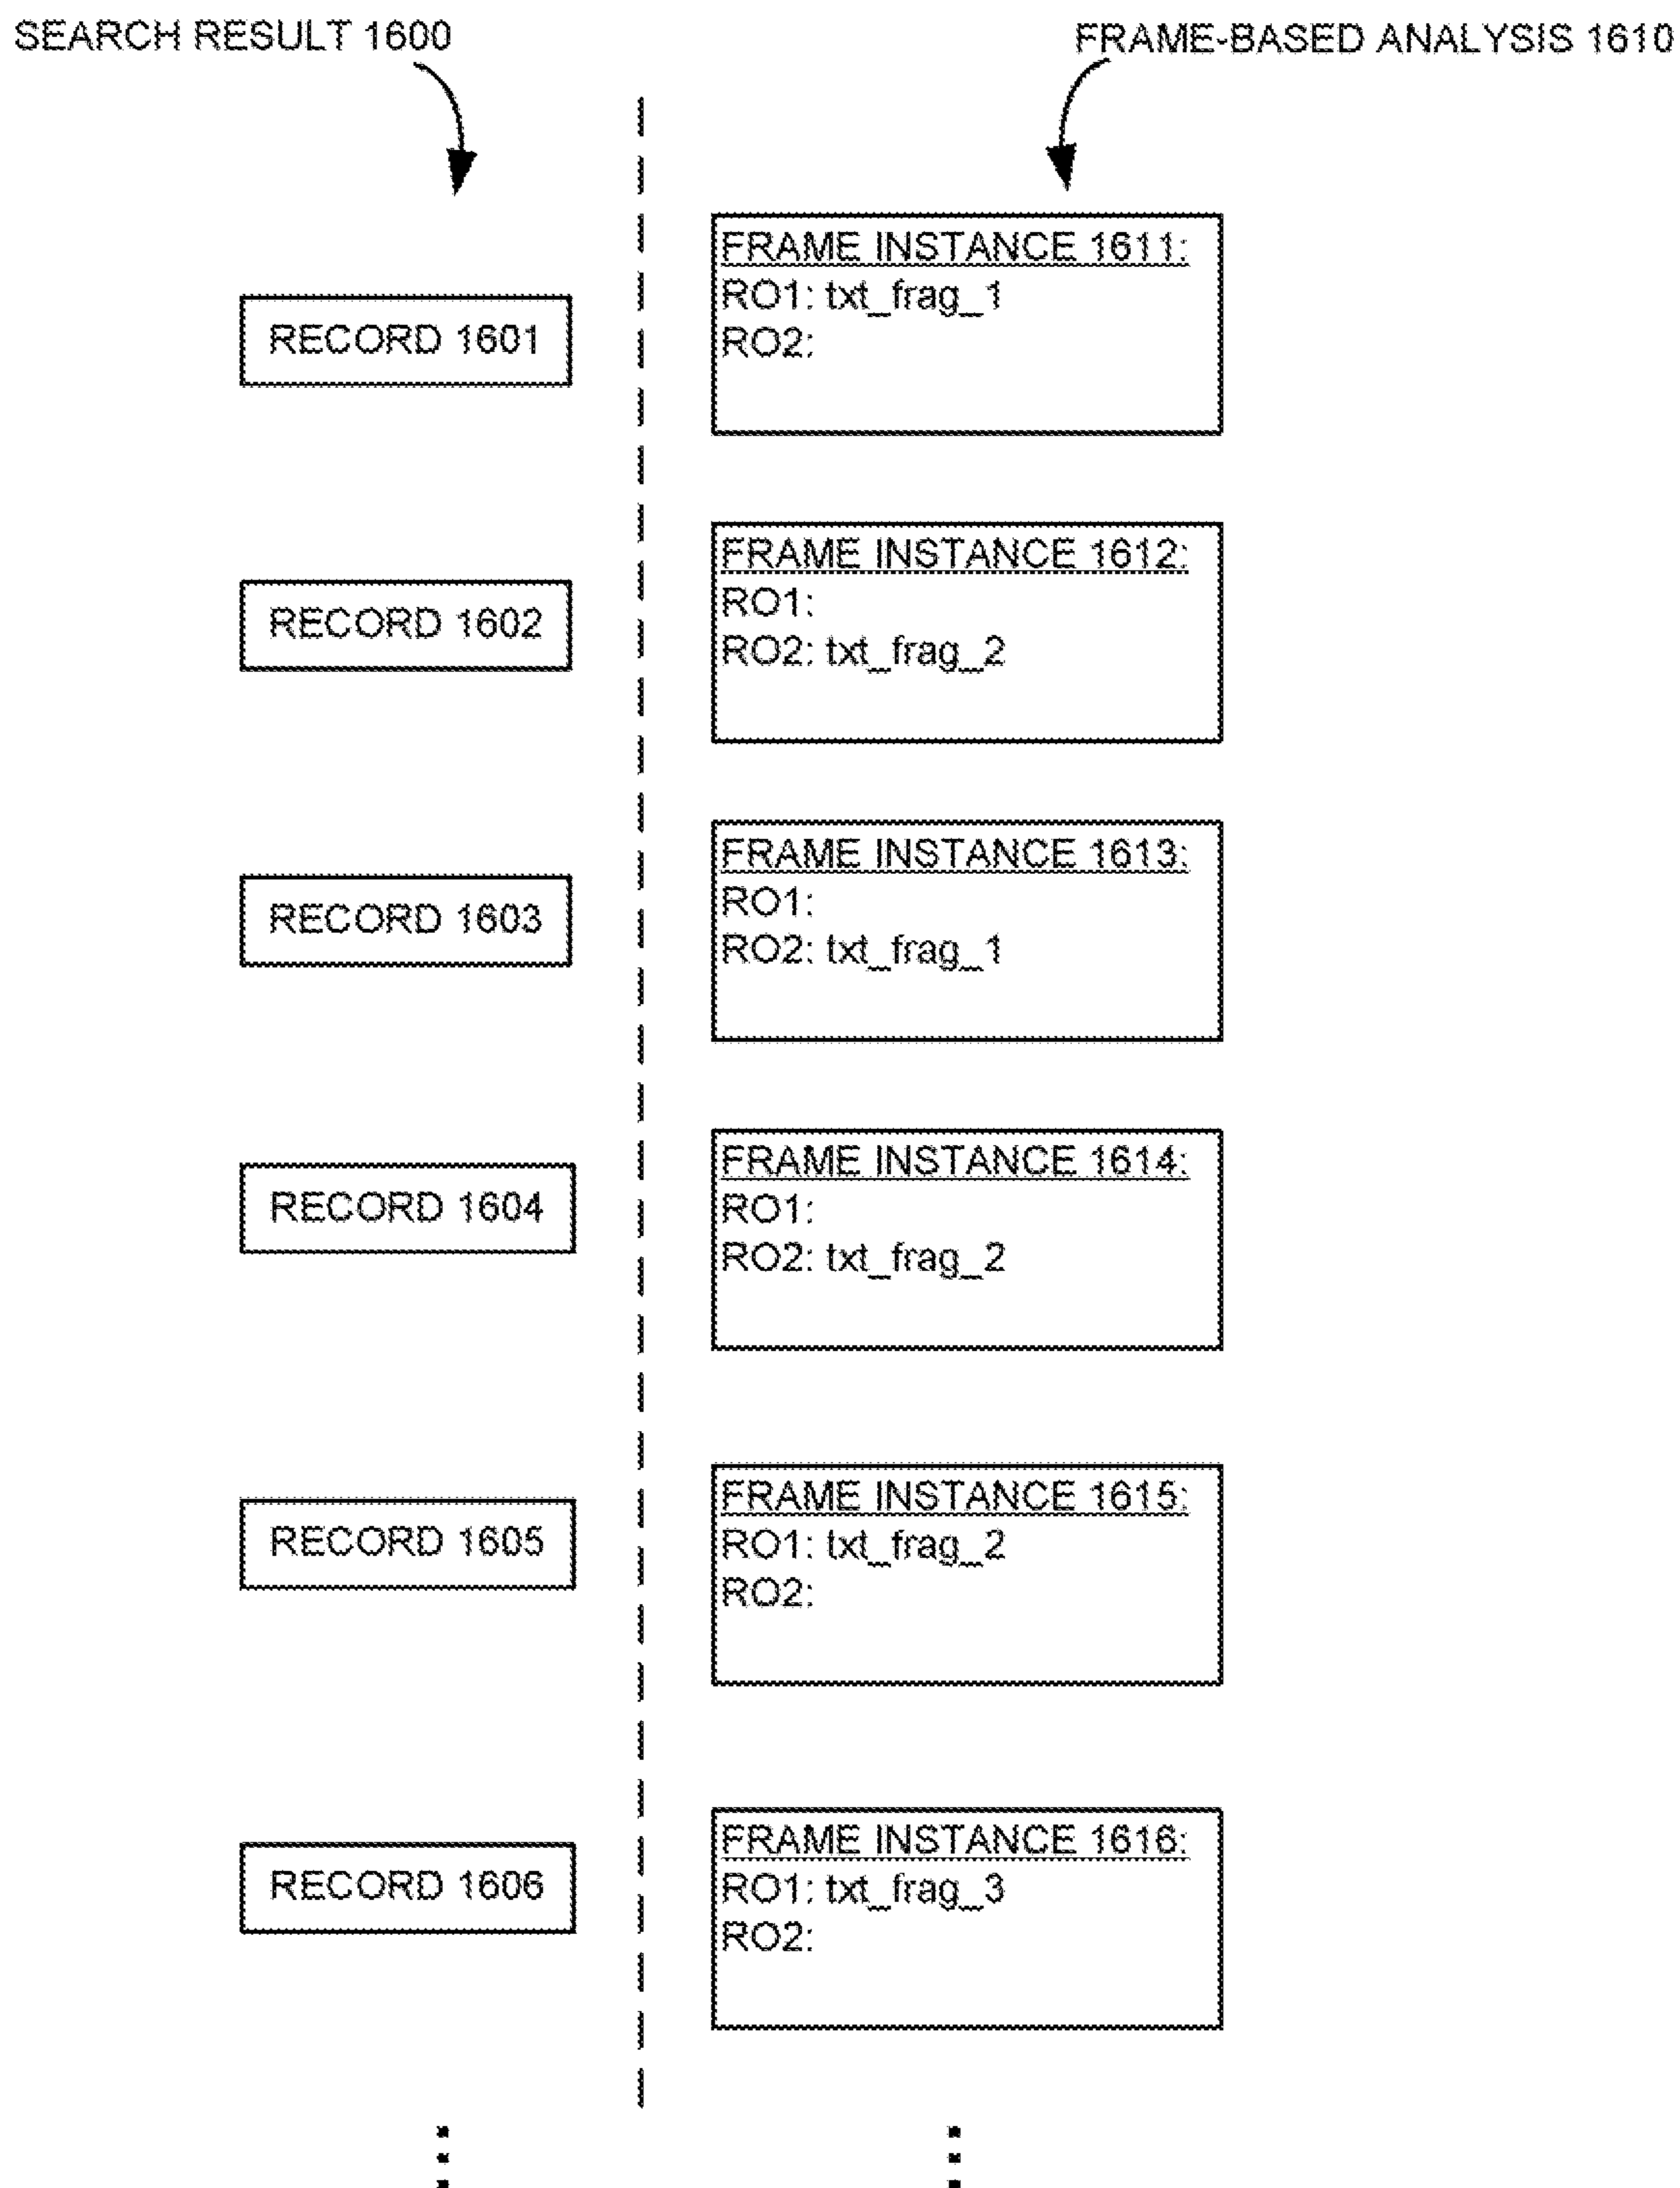 SEARCH RESULT 1600
FRAME-BASED ANALYSIS 1610
RECORD 1601
FRAME INSTANCE 1611:
RO1: txt_frag_1
RO2:
RECORD 1602
FRAME INSTANCE 1612:
RO1:
RO2: txt_frag_2
RECORD 1603
FRAME INSTANCE 1613:
RO1:
RO2: txt_frag_1
RECORD 1604
FRAME INSTANCE 1614:
RO1:
RO2: txt_frag_2
RECORD 1605
FRAME INSTANCE 1615:
RO1: txt_frag_2
RO2:
RECORD 1606
FRAME INSTANCE 1616:
RO1: txt_frag_3
RO2: